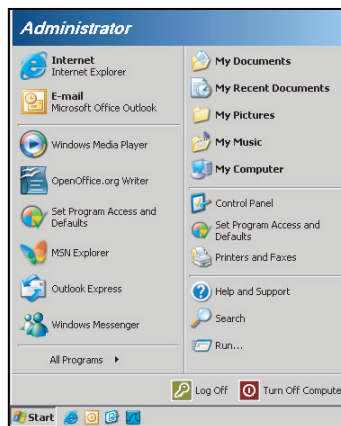 Administrator
Internet
Internet Explorer
E-mail
Microsoft Office Outlook
Windows Media Player
OpenOffice.org Writer
Set Program Access and
Defaults
MSN Explorer
Outlook Express
Windows Messenger
All Programs
My Documents
My Recent Documents
My Pictures
My Music
My Computer
Control Panel
Set Program Access and
Defaults
Printers and Faxes
Help and Support
Search
Run...
Log Off
Turn Off Compute
Start